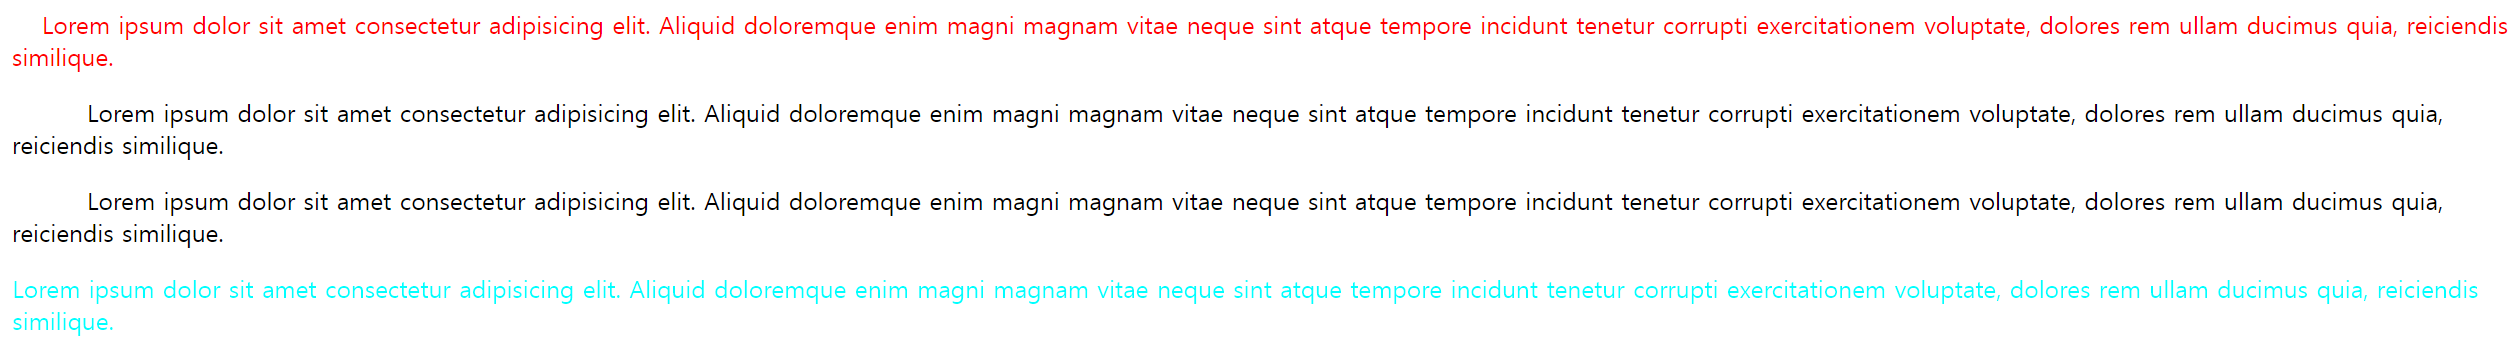 Lorem ipsum dolor sit amet consectetur adipisicing elit. Aliquid doloremque enim magni magnam vitae neque sint atque tempore incidunt tenetur corrupti exercitationem voluptate, dolores rem ullam ducimus quia, reiciendis
similique.
Lorem ipsum dolor sit amet consectetur adipisicing elit. Aliquid doloremque enim magni magnam vitae neque sint atque tempore incidunt tenetur corrupti exercitationem voluptate, dolores rem ullam ducimus quia,
reiciendis similique.
Lorem ipsum dolor sit amet consectetur adipisicing elit. Aliquid doloremque enim magni magnam vitae neque sint atque tempore incidunt tenetur corrupti exercitationem voluptate, dolores rem ullam ducimus quia,
reiciendis similique.
Lorem ipsum dolor sit amet consectetur adipisicing elit. Aliquid doloremque enim magni magnam vitae neque sint atque tempore incidunt tenetur corrupti exercitationem voluptate, dolores rem ullam ducimus quia, reiciendis
similique.